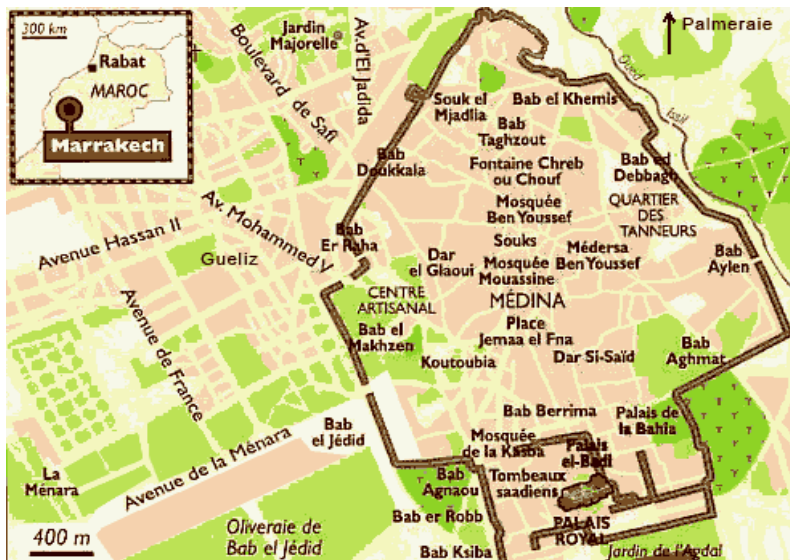 300 km
Rabat
MAROC
Marrakech
Jardin
Majorelle
Boulevard de Safi
Av. d'El Jadida
Palmeraie
Oued Issil
Souk el
Mjadlia
Bab el Khemis
Bab
Taghzout
Bab
Doukkala
Fontaine Chreb
ou Chouf
Bab ed
Debbagh
Mosquée
Ben Youssef
QUARTIER
DES
TANNEURS
Av. Mohammed V
Avenue Hassan II
Bab
Er Raha
Gueliz
Souks
Dar
el Glaoui
Mosquée
Mouassine
Médersa
Ben Youssef
Bab
Aylen
CENTRE
ARTISANAL
MÉDINA
Avenue de France
Bab el
Makhzen
Place
Jemaa el Fna
Koutoubia
Dar Si-Saïd
Bab
Aghmat
Bab
el Jédid
Bab Berrima
Palais de
la Bahia
Avenue de la Ménara
Mosquée
de la Kasba
Palais
el-Badi
La
Ménara
Bab
Agnaou
Tombeaux
saadiens
Bab er Robb
PALAIS
ROYAL
400 m
Oliveraie de
Bab el Jédid
Bab Ksiba
Jardin de l'Agdal